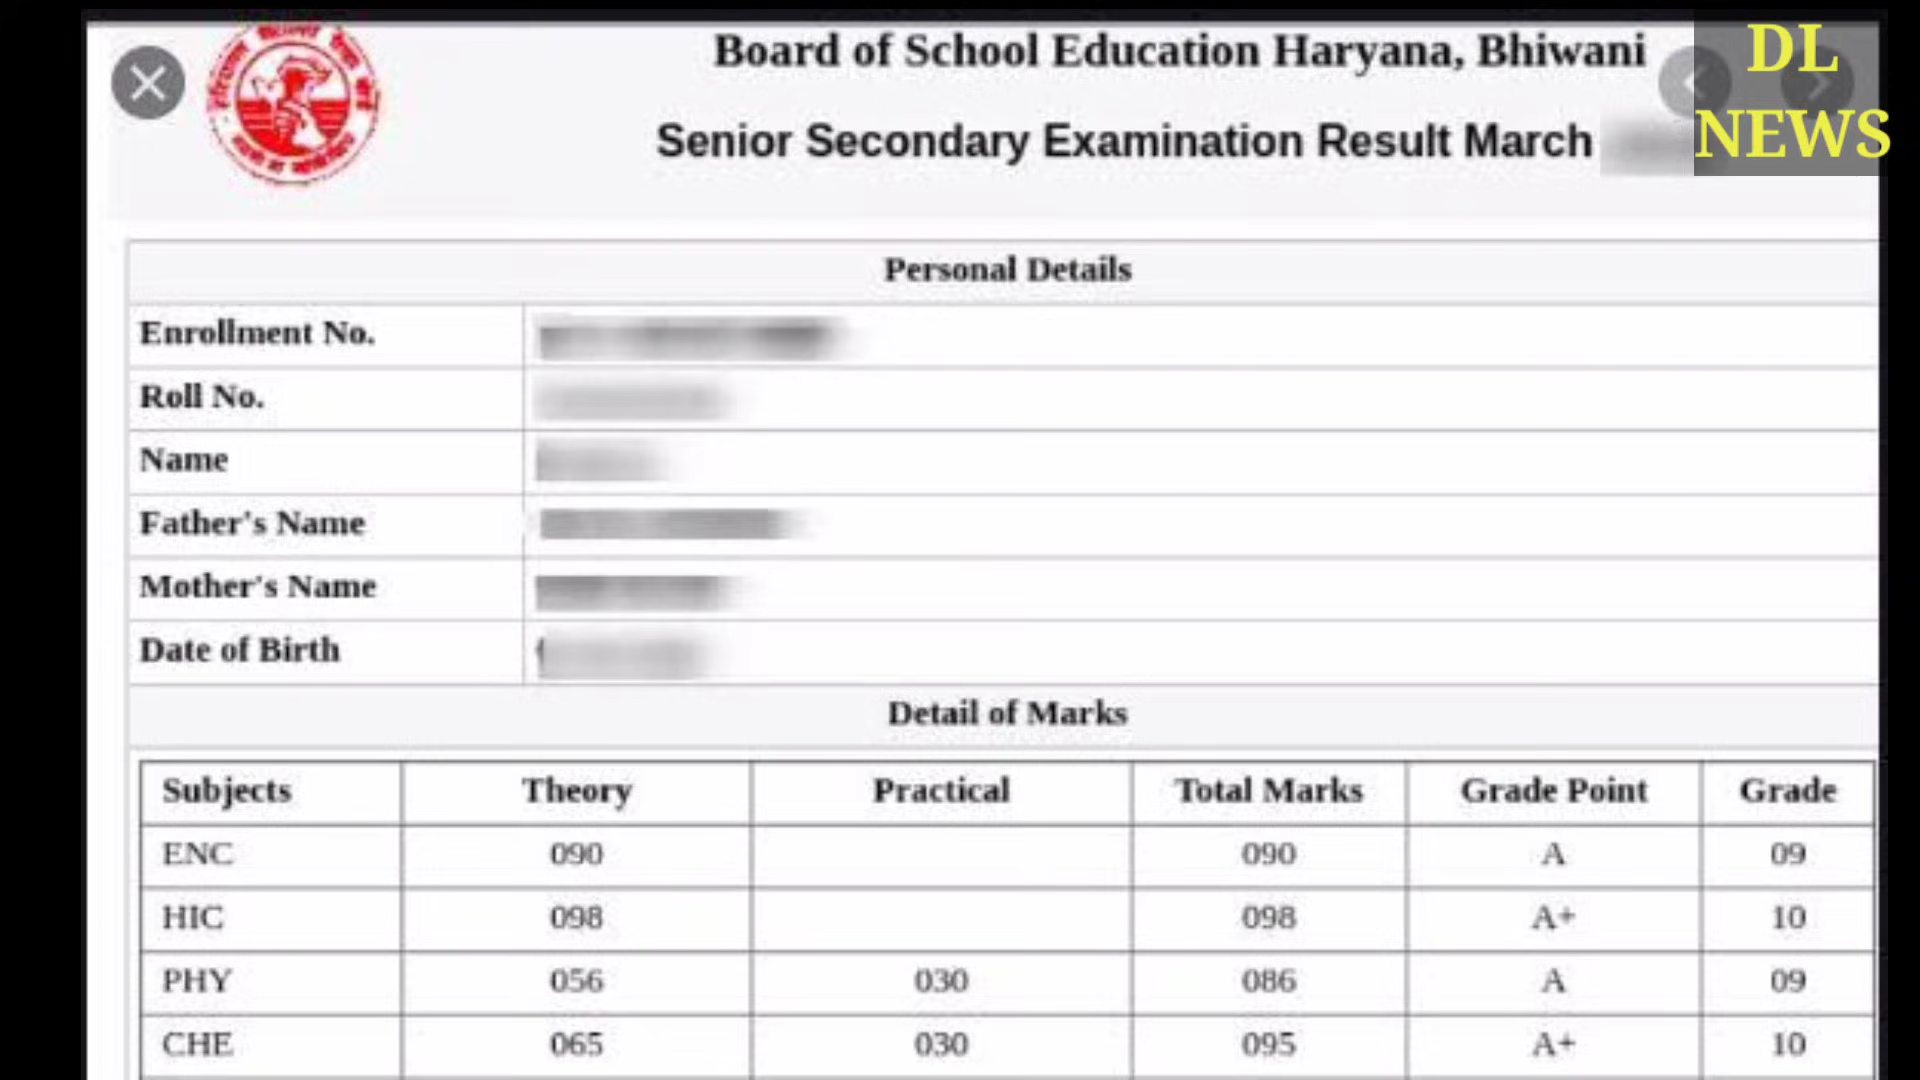 Board of School Education Haryana, Bhiwani
DL
NEWS
Senior Secondary Examination Result March
Personal Details
Enrollment No.
Roll No.
Name
Father's Name
Mother's Name
Date of Birth
Detail of Marks
Subjects Theory Practical Total Marks Grade Point Grade
ENC 090 090 A 09
HIC 098 098 A+ 10
PHY 056 030 086 A 09
CHE 065 030 095 A+ 10